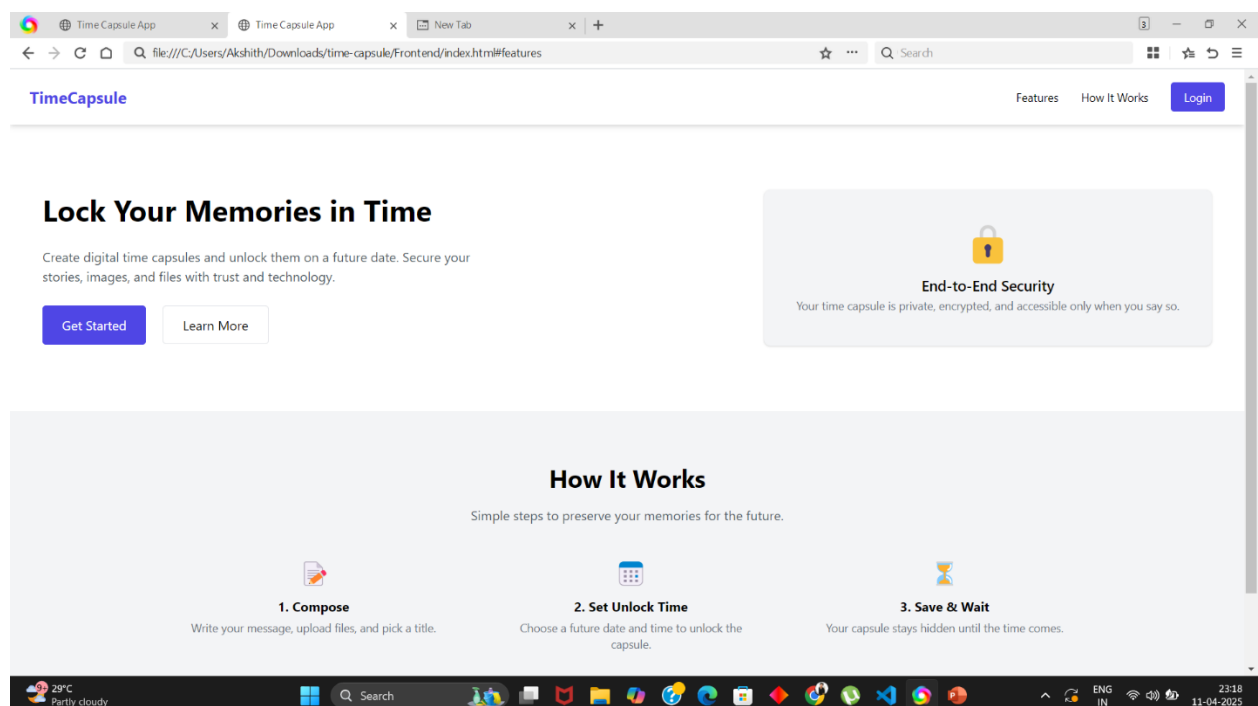 Time Capsule App
Time Capsule App
New Tab
3
file:///C:/Users/Akshith/Downloads/time-capsule/Frontend/index.html#features
Search
TimeCapsule
Features
How It Works
Login
Lock Your Memories in Time
Create digital time capsules and unlock them on a future date. Secure your
stories, images, and files with trust and technology.
Get Started
Learn More
End-to-End Security
Your time capsule is private, encrypted, and accessible only when you say so.
How It Works
Simple steps to preserve your memories for the future.
1. Compose
Write your message, upload files, and pick a title.
2. Set Unlock Time
Choose a future date and time to unlock the
capsule.
3. Save & Wait
Your capsule stays hidden until the time comes.
9+
29°C
Partly cloudy
Search
ENG
IN
23:18
11-04-2025